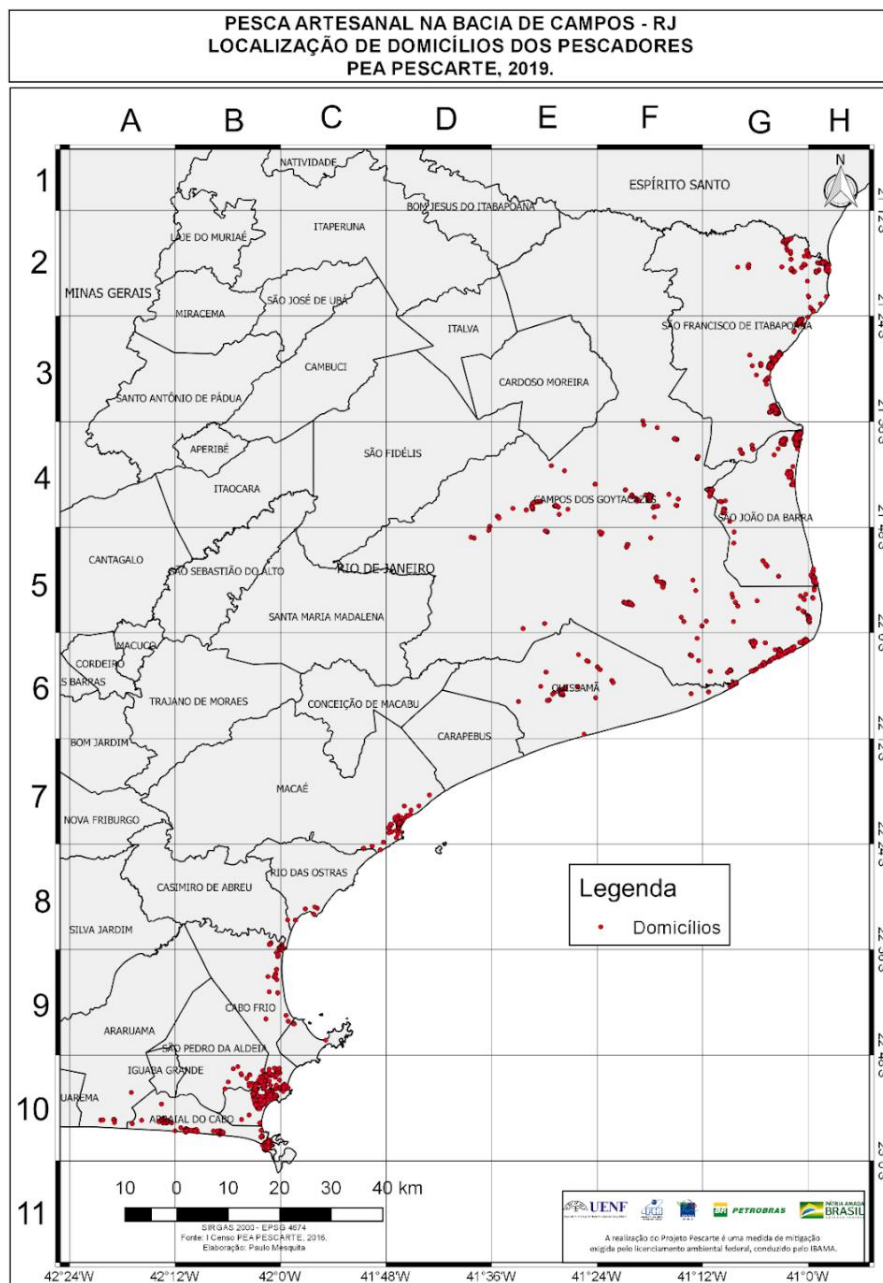 PESCA ARTESANAL NA BACIA DE CAMPOS - RJ
LOCALIZAÇÃO DE DOMICÍLIOS DOS PESCADORES
PEA PESCARTE, 2019.
A B C D E F G H
1
NATIVIDADE
ESPÍRITO SANTO
N
BOM JESUS DO ITABAPOANA
2
LAJE DO MURIAÉ
ITAPERUNA
MINAS GERAIS
MIRACEMA
SÃO JOSÉ DE UBÁ
ITALVA
SÃO FRANCISCO DE ITABAPOANA
3
CAMBUCI
CARDOSO MOREIRA
SANTO ANTÔNIO DE PÁDUA
4
APERIBÉ
SÃO FIDÉLIS
ITAOCARA
CAMPOS DOS GOYTACAZES
SÃO JOÃO DA BARRA
5
CANTAGALO
SÃO SEBASTIÃO DO ALTO
RIO DE JANEIRO
SANTA MARIA MADALENA
MACUCO
CORDEIRO
S BARRAS
6
TRAJANO DE MORAES
CONCEIÇÃO DE MACABU
QUISSAMÃ
CARAPEBUS
BOM JARDIM
7
MACAÉ
NOVA FRIBURGO
8
RIO DAS OSTRAS
CASIMIRO DE ABREU
Legenda
Domicílios
SILVA JARDIM
9
CABO FRIO
ARARUAMA
SÃO PEDRO DA ALDEIA
IGUABA GRANDE
10
UAREMA
ARRAIAL DO CABO
11
10 0 10 20 30 40 km
SIRGAS 2000 - EPSG 4674
Fonte: I Censo PEA PESCARTE, 2016.
Elaboração: Paulo Mesquita
UENF
BR PETROBRAS
PÁTRIA AMADA
BRASIL
A realização do Projeto Pescarte é uma medida de mitigação
exigida pelo licenciamento ambiental federal, conduzido pelo IBAMA.
42°24'W 42°12'W 42°0'W 41°48'W 41°36'W 41°24'W 41°12'W 41°0'W